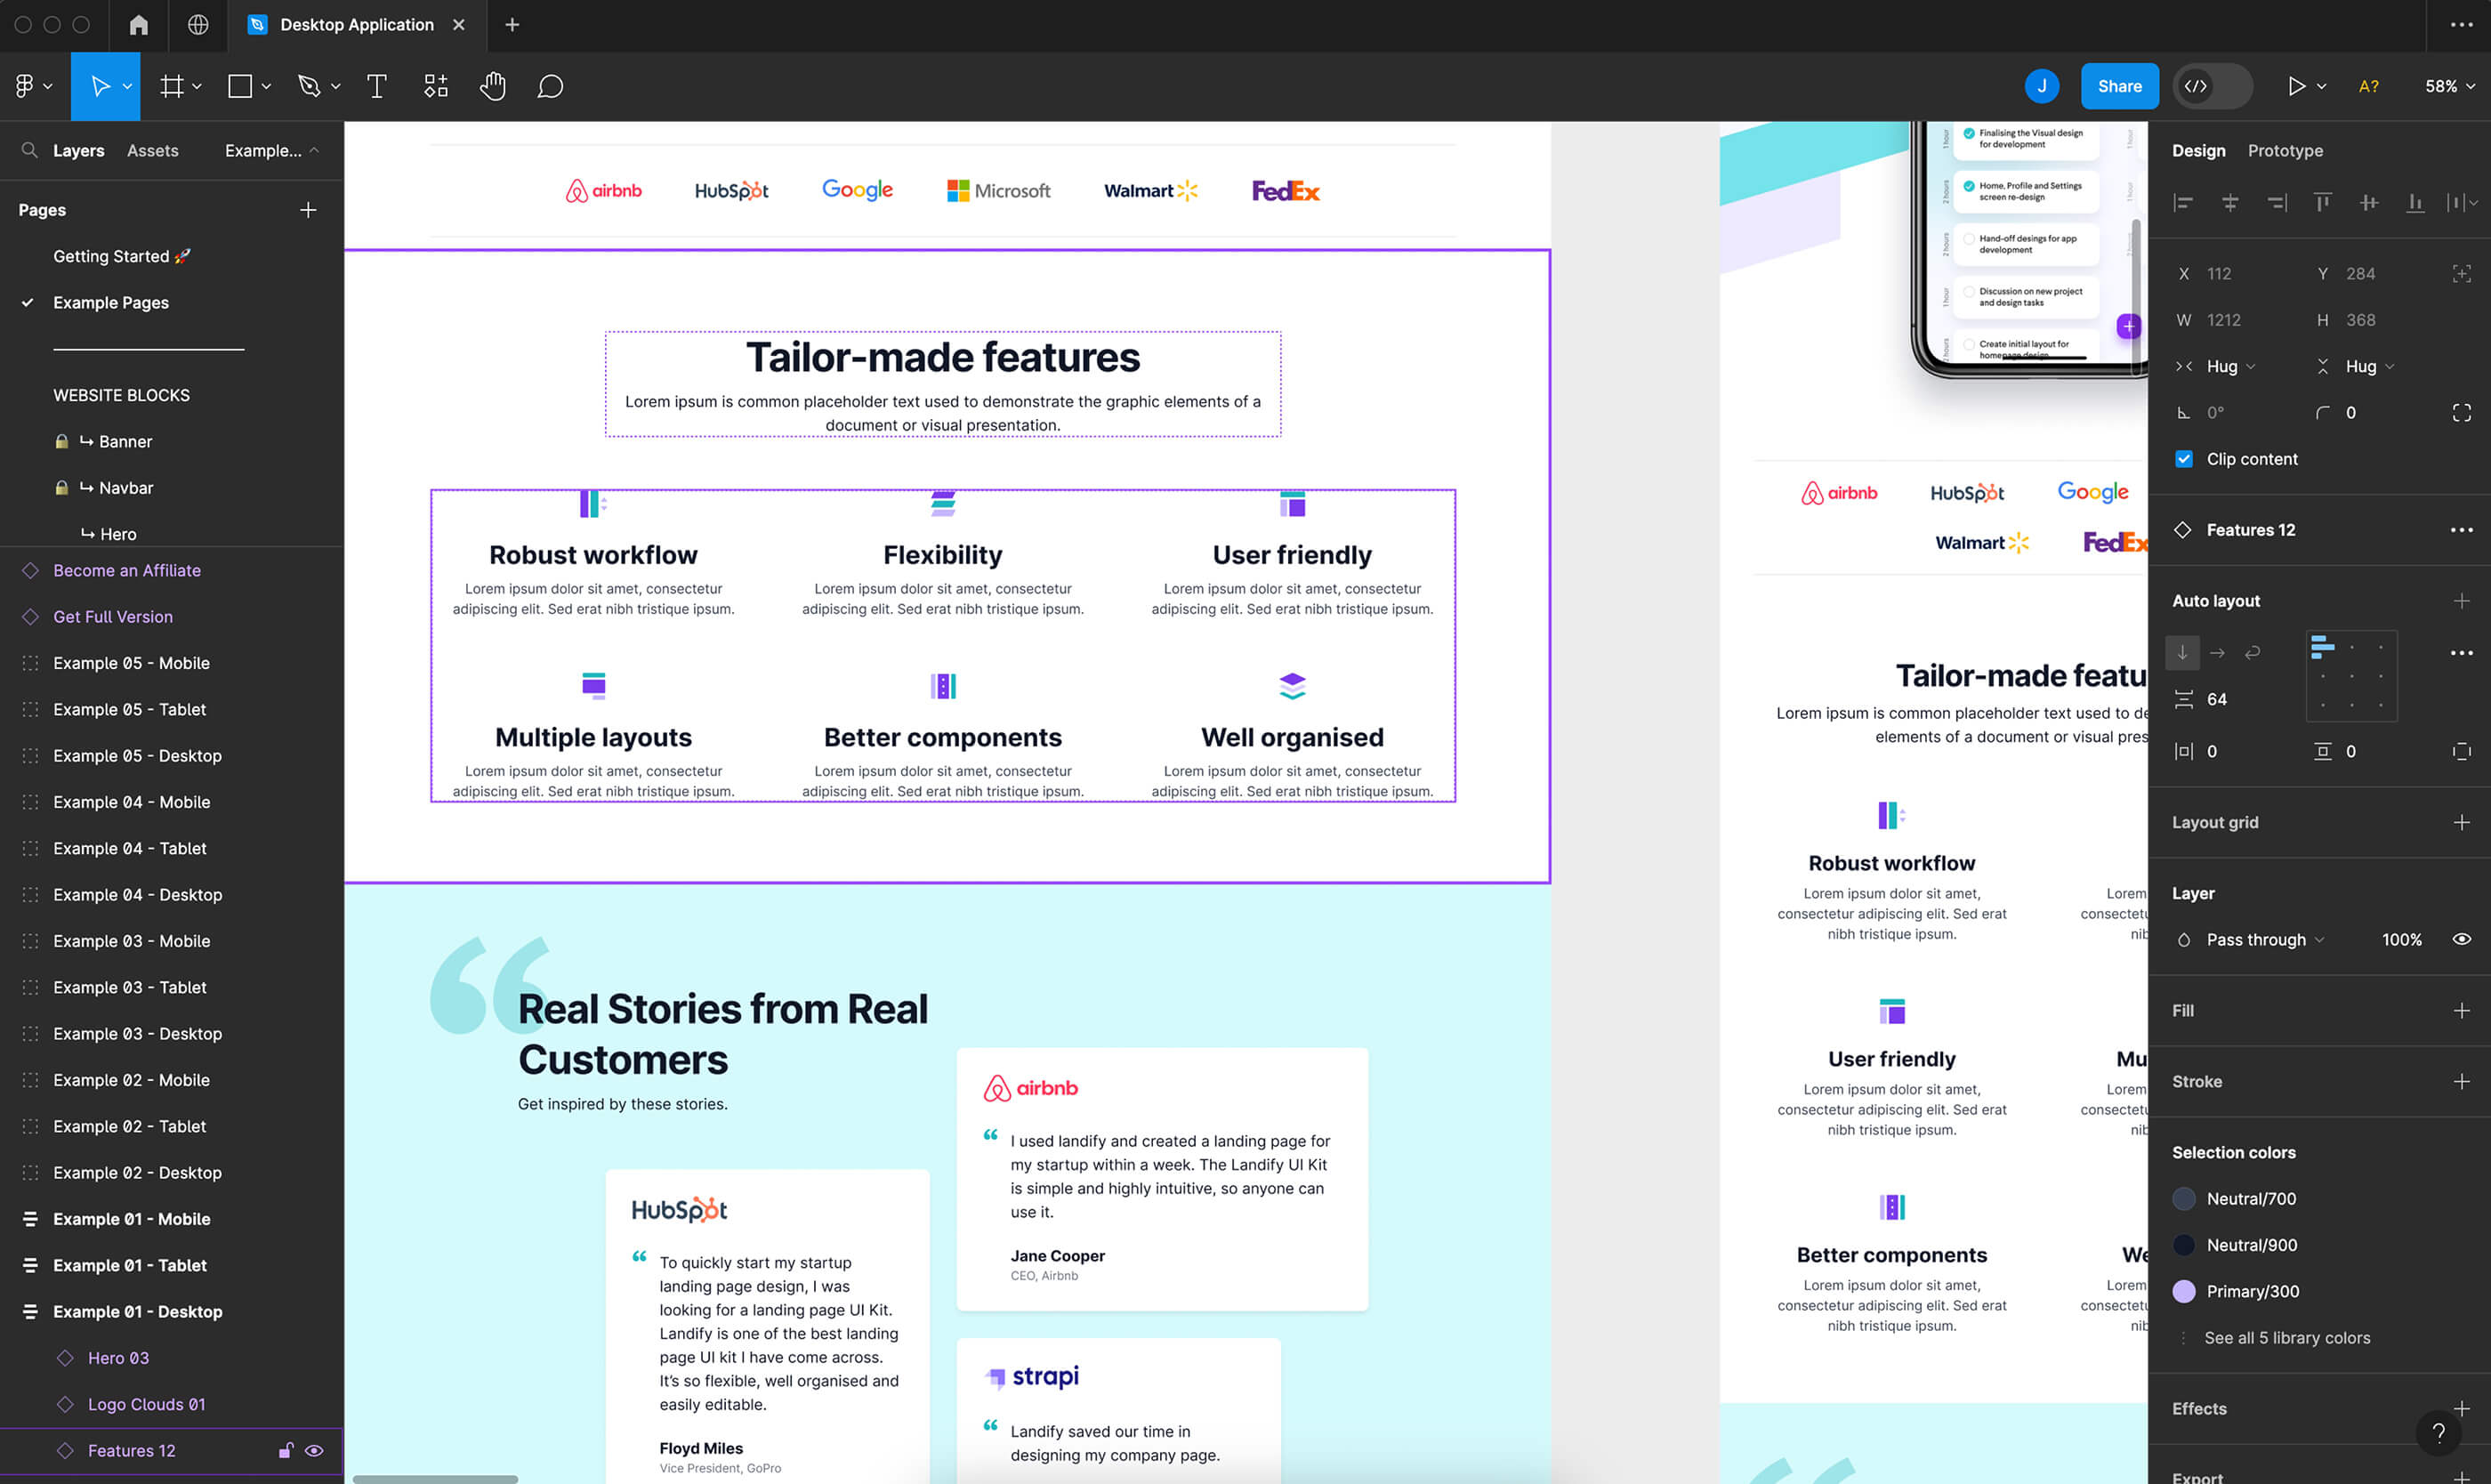 Desktop Application
J
Share
A?
58%
Layers
Assets
Example...
Pages
Getting Started 🚀
Example Pages
WEBSITE BLOCKS
🔒 ↪ Banner
🔒 ↪ Navbar
↪ Hero
Become an Affiliate
Get Full Version
Example 05 - Mobile
Example 05 - Tablet
Example 05 - Desktop
Example 04 - Mobile
Example 04 - Tablet
Example 04 - Desktop
Example 03 - Mobile
Example 03 - Tablet
Example 03 - Desktop
Example 02 - Mobile
Example 02 - Tablet
Example 02 - Desktop
Example 01 - Mobile
Example 01 - Tablet
Example 01 - Desktop
Hero 03
Logo Clouds 01
Features 12
airbnb
HubSpot
Google
Microsoft
Walmart
FedEx
Tailor-made features
Lorem ipsum is common placeholder text used to demonstrate the graphic elements of a
document or visual presentation.
Robust workflow
Lorem ipsum dolor sit amet, consectetur
adipiscing elit. Sed erat nibh tristique ipsum.
Flexibility
Lorem ipsum dolor sit amet, consectetur
adipiscing elit. Sed erat nibh tristique ipsum.
User friendly
Lorem ipsum dolor sit amet, consectetur
adipiscing elit. Sed erat nibh tristique ipsum.
Multiple layouts
Lorem ipsum dolor sit amet, consectetur
adipiscing elit. Sed erat nibh tristique ipsum.
Better components
Lorem ipsum dolor sit amet, consectetur
adipiscing elit. Sed erat nibh tristique ipsum.
Well organised
Lorem ipsum dolor sit amet, consectetur
adipiscing elit. Sed erat nibh tristique ipsum.
“
Real Stories from Real
Customers
Get inspired by these stories.
HubSpot
“ To quickly start my startup
landing page design, I was
looking for a landing page UI Kit.
Landify is one of the best landing
page UI kit I have come across.
It’s so flexible, well organised and
easily editable.
Floyd Miles
Vice President, GoPro
airbnb
“ I used landify and created a landing page for
my startup within a week. The Landify UI Kit
is simple and highly intuitive, so anyone can
use it.
Jane Cooper
CEO, Airbnb
strapi
“ Landify saved our time in
designing my company page.
1 hour
Finalising the Visual design
for development
1 hour
2 hours
Home, Profile and Settings
screen re-design
1 hour
2 hours
Hand-off desings for app
development
1 hour
Discussion on new project
and design tasks
2 hours
Create initial layout for
homepage design
airbnb
HubSpot
Google
Walmart
FedEx
Tailor-made featu
Lorem ipsum is common placeholder text used to de
elements of a document or visual pres
Robust workflow
Lorem ipsum dolor sit amet,
consectetur adipiscing elit. Sed erat
nibh tristique ipsum.
Lorem
consectetu
nib
User friendly
Lorem ipsum dolor sit amet,
consectetur adipiscing elit. Sed erat
nibh tristique ipsum.
Mu
Lorem
consectetu
nib
Better components
Lorem ipsum dolor sit amet,
consectetur adipiscing elit. Sed erat
nibh tristique ipsum.
We
Lorem
consectetu
nib
Design
Prototype
X 112
Y 284
W 1212
H 368
Hug
Hug
0°
0
Clip content
Features 12
Auto layout
64
0
0
Layout grid
Layer
Pass through
100%
Fill
Stroke
Selection colors
Neutral/700
Neutral/900
Primary/300
See all 5 library colors
Effects
?
Export